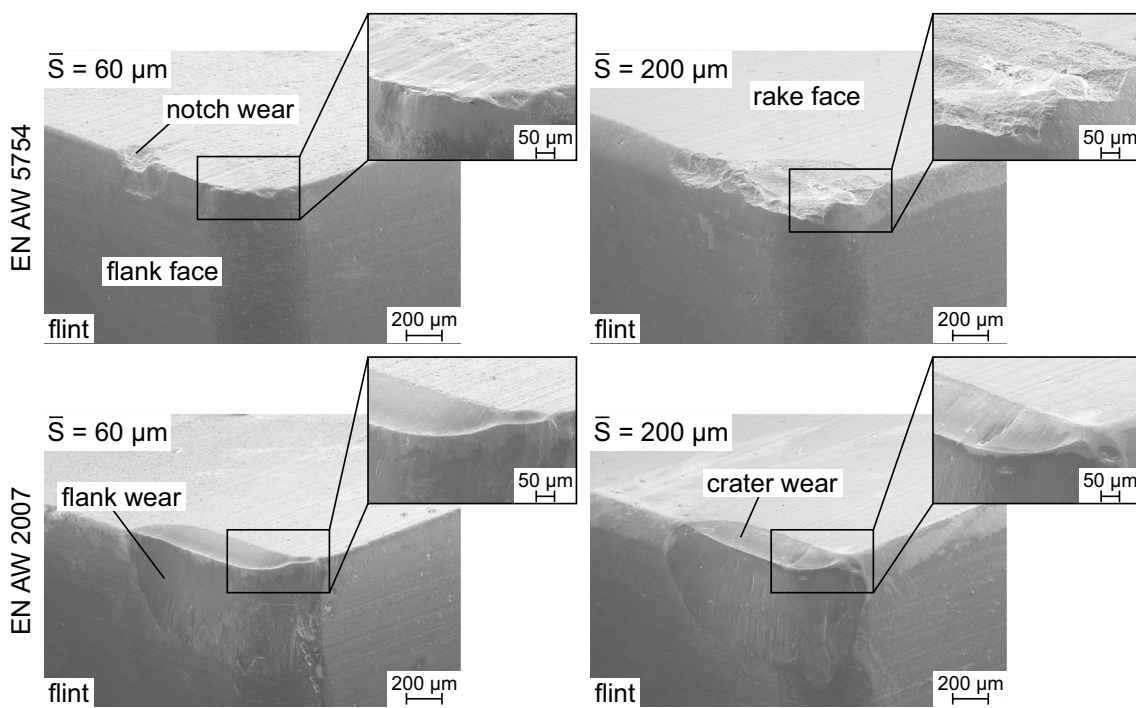 EN AW 5754
S̅ = 60 µm
notch wear
flank face
flint
50 µm
200 µm
S̅ = 200 µm
rake face
flint
50 µm
200 µm
EN AW 2007
S̅ = 60 µm
flank wear
flint
50 µm
200 µm
S̅ = 200 µm
crater wear
flint
50 µm
200 µm